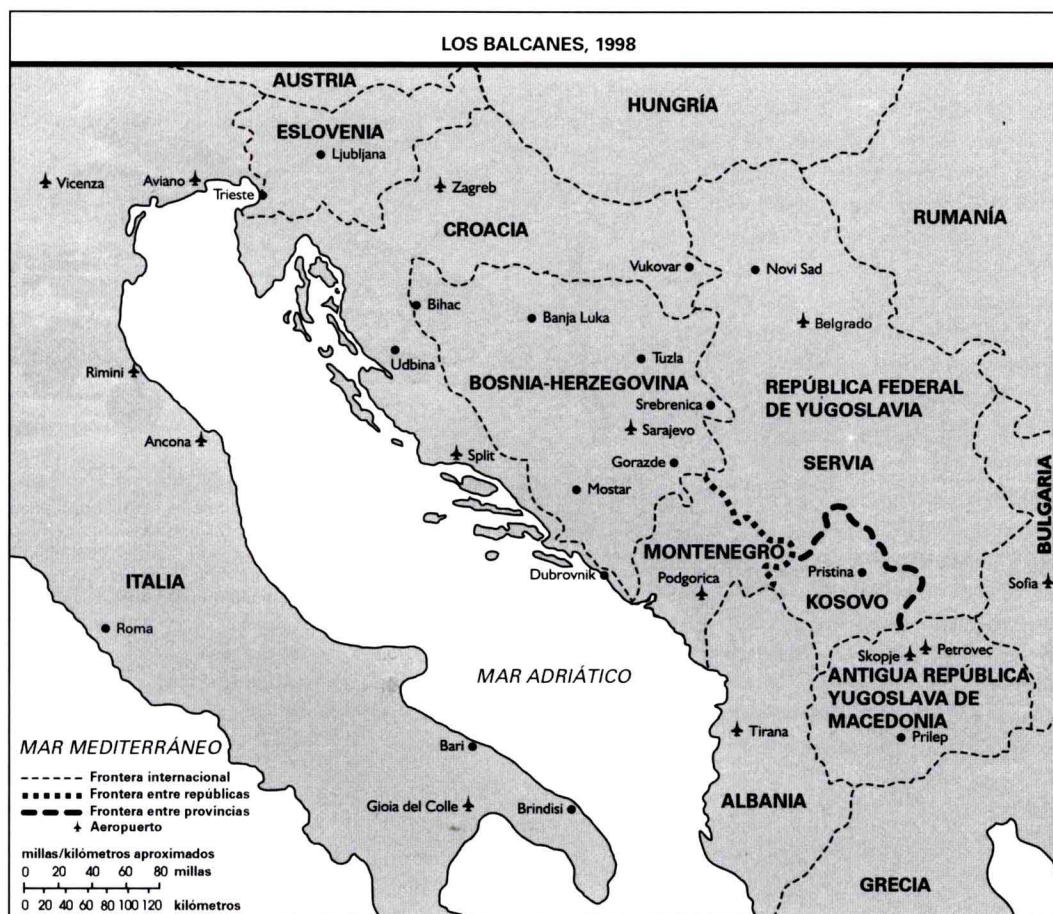 LOS BALCANES, 1998
AUSTRIA
HUNGRÍA
ESLOVENIA
Ljubljana
Vicenza
Aviano
Trieste
Zagreb
RUMANÍA
CROACIA
Vukovar
Novi Sad
Bihac
Banja Luka
Belgrado
Udbina
Tuzla
Rimini
BOSNIA-HERZEGOVINA
REPÚBLICA FEDERAL
DE YUGOSLAVIA
Srebrenica
Ancona
Sarajevo
Split
Gorazde
SERVIA
Mostar
BULGARIA
MONTENEGRO
ITALIA
Dubrovnik
Podgorica
Pristina
Sofia
KOSOVO
Roma
Skopje
Petrovec
MAR ADRIÁTICO
ANTIGUA REPÚBLICA
YUGOSLAVA DE
MACEDONIA
Tirana
Prilep
MAR MEDITERRÁNEO
Bari
Frontera internacional
Frontera entre repúblicas
Frontera entre provincias
Aeropuerto
Gioia del Colle
Brindisi
ALBANIA
millas/kilómetros aproximados
0 20 40 60 80 millas
0 20 40 60 80 100 120 kilómetros
GRECIA